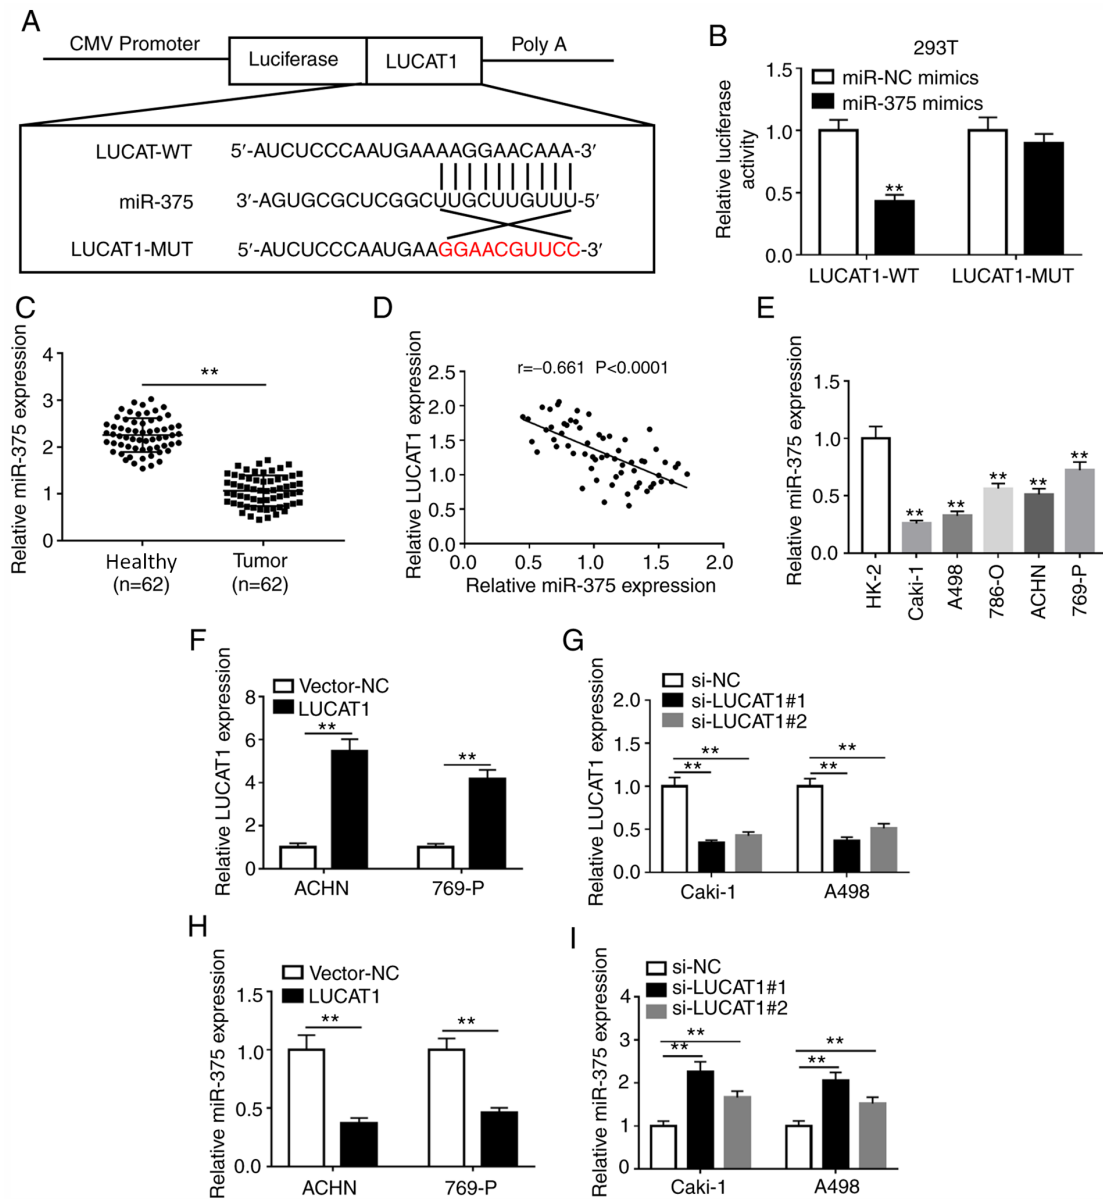 A
CMV Promoter
Luciferase
LUCAT1
Poly A
LUCAT-WT
5′-AUCUCCCAAUGAAAAGGAACAAA-3′
miR-375
3′-AGUGCGCUCGGCUUGCUUGUUU-5′
LUCAT1-MUT
5′-AUCUCCCAAUGAAGGAACGUUCC-3′
B
293T
miR-NC mimics
miR-375 mimics
Relative luciferase
activity
1.5
1.0
0.5
0.0
**
LUCAT1-WT
LUCAT1-MUT
C
Relative miR-375 expression
4
3
2
1
0
**
Healthy
(n=62)
Tumor
(n=62)
D
r=−0.661 P<0.0001
Relative LUCAT1 expression
2.5
2.0
1.5
1.0
0.5
0.0
0.0
0.5
1.0
1.5
2.0
Relative miR-375 expression
E
Relative miR-375 expression
1.5
1.0
0.5
0.0
**
**
**
**
**
HK-2
Caki-1
A498
786-O
ACHN
769-P
F
Vector-NC
LUCAT1
Relative LUCAT1 expression
8
6
4
2
0
**
**
ACHN
769-P
G
si-NC
si-LUCAT1#1
si-LUCAT1#2
Relative LUCAT1 expression
2.0
1.5
1.0
0.5
0.0
**
**
**
**
Caki-1
A498
H
Vector-NC
LUCAT1
Relative miR-375 expression
1.5
1.0
0.5
0.0
**
**
ACHN
769-P
I
si-NC
si-LUCAT1#1
si-LUCAT1#2
Relative miR-375 expression
4
3
2
1
0
**
**
**
**
Caki-1
A498